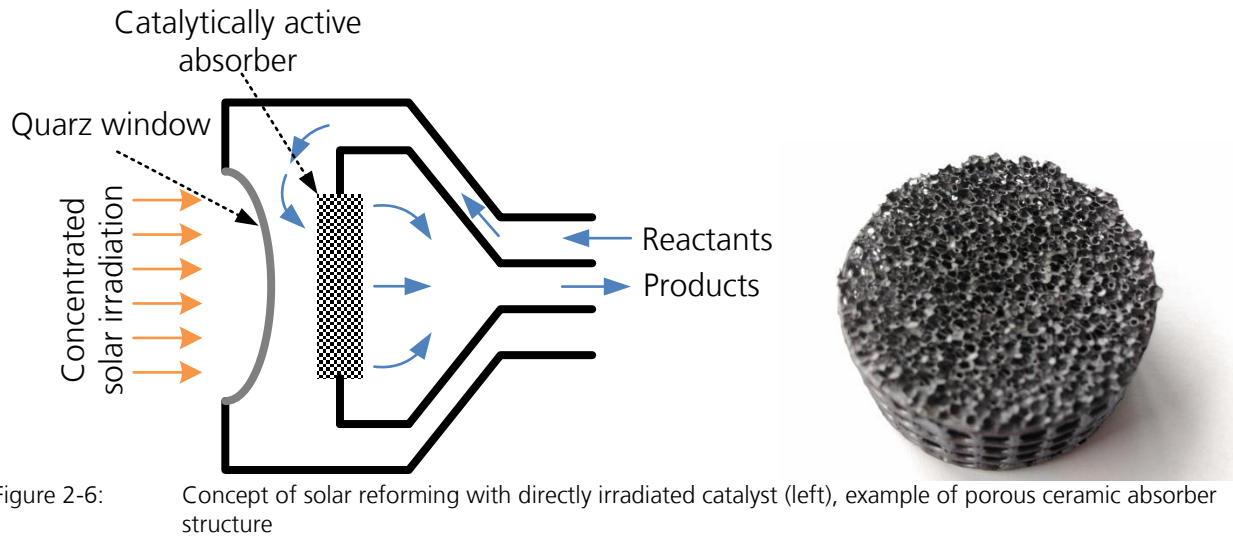 Catalytically active
absorber
Quarz window
Concentrated
solar irradiation
Reactants
Products
Figure 2-6: Concept of solar reforming with directly irradiated catalyst (left), example of porous ceramic absorber
structure